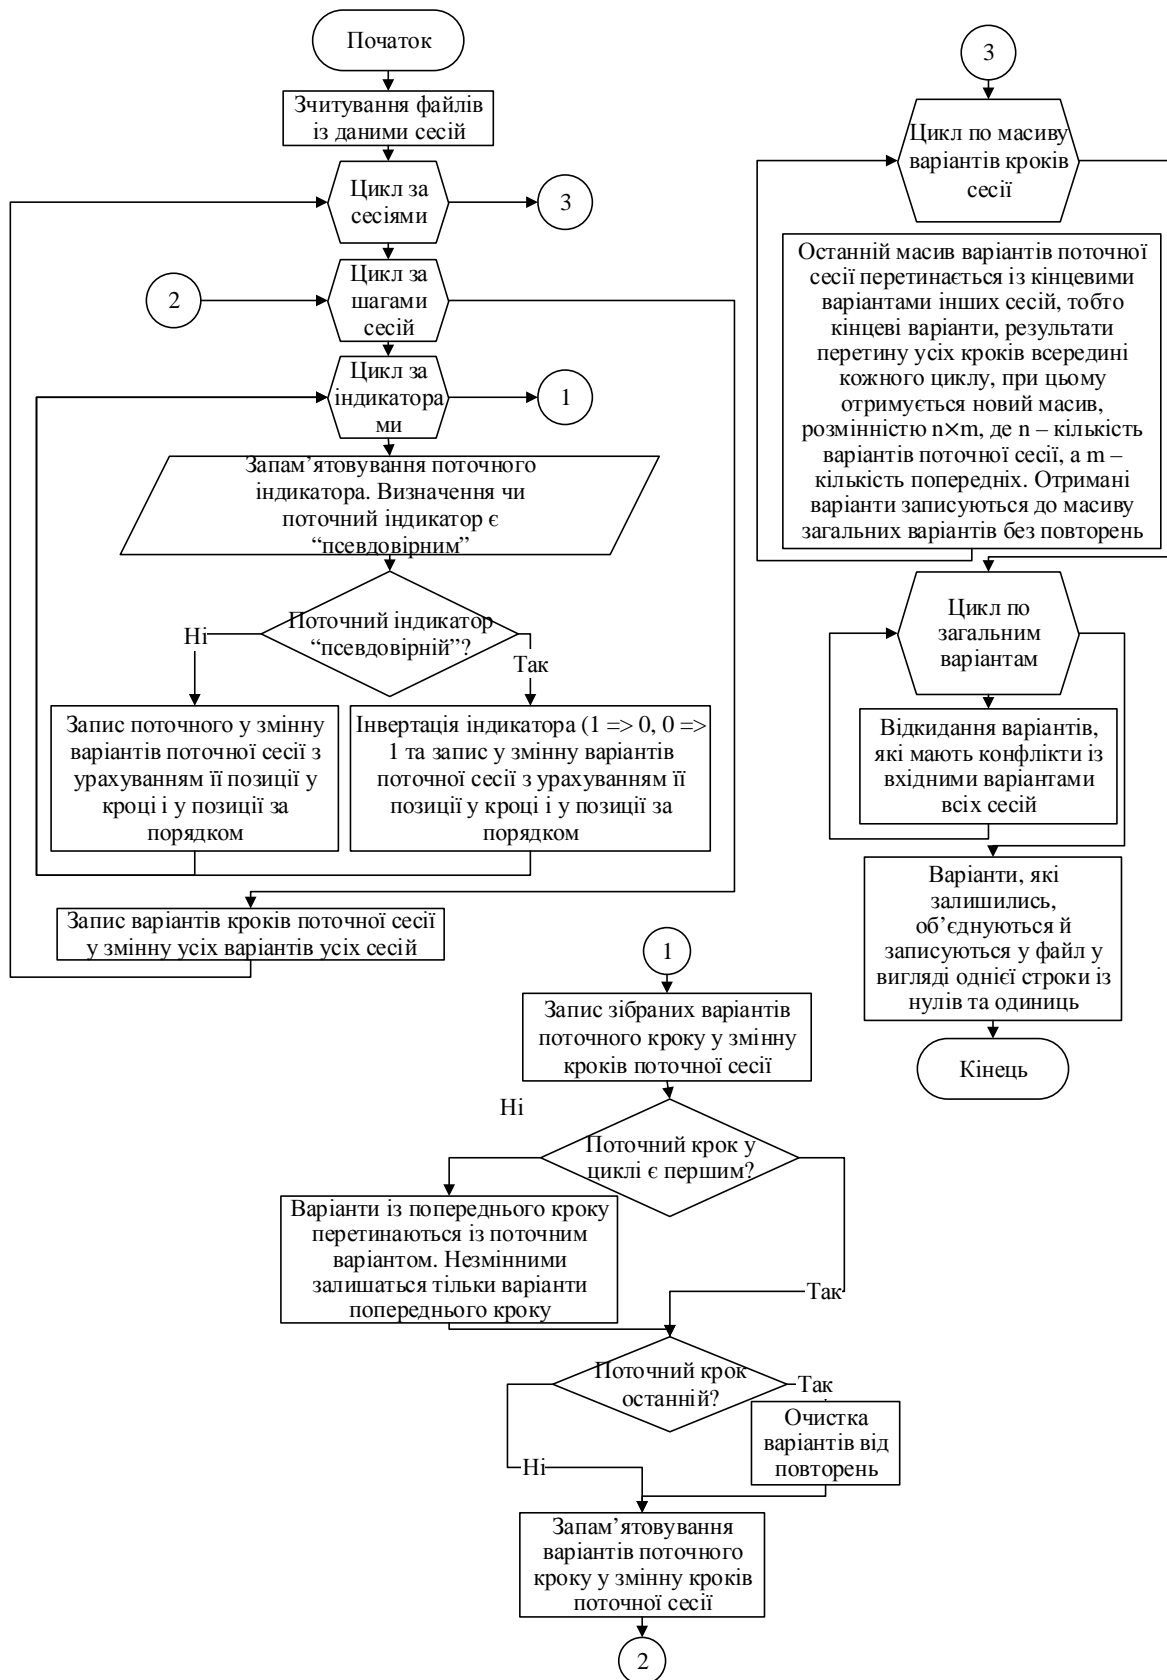 Початок
Зчитування файлів
із даними сесій
Цикл за
сесіями
3
2
Цикл за
шагами
сесій
Цикл за
індикатора
ми
1
Запам’ятовування поточного
індикатора. Визначення чи
поточний індикатор є
“псевдовірним”
Поточний індикатор
“псевдовірній”?
Ні
Так
Запис поточного у змінну
варіантів поточної сесії з
урахуванням її позиції у
кроці і у позиції за
порядком
Інвертація індикатора (1 => 0, 0 =>
1 та запис у змінну варіантів
поточної сесії з урахуванням її
позиції у кроці і у позиції за
порядком
Запис варіантів кроків поточної сесії
у змінну усіх варіантів усіх сесій
1
Запис зібраних варіантів
поточного кроку у змінну
кроків поточної сесії
Ні
Поточний крок у
циклі є першим?
Варіанти із попереднього кроку
перетинаються із поточним
варіантом. Незмінними
залишаться тільки варіанти
попереднього кроку
Так
Поточний крок
останній?
Так
Очистка
варіантів від
повторень
Ні
Запам’ятовування
варіантів поточного
кроку у змінну кроків
поточної сесії
2
3
Цикл по масиву
варіантів кроків
сесії
Останній масив варіантів поточної
сесії перетинається із кінцевими
варіантами інших сесій, тобто
кінцеві варіанти, результати
перетину усіх кроків всередині
кожного циклу, при цьому
отримується новий масив,
розмінністю n×m, де n – кількість
варіантів поточної сесії, а m –
кількість попередніх. Отримані
варіанти записуються до масиву
загальних варіантів без повторень
Цикл по
загальним
варіантам
Відкидання варіантів,
які мають конфлікти із
вхідними варіантами
всіх сесій
Варіанти, які
залишились,
об’єднуються й
записуються у файл у
вигляді однієї строки із
нулів та одиниць
Кінець